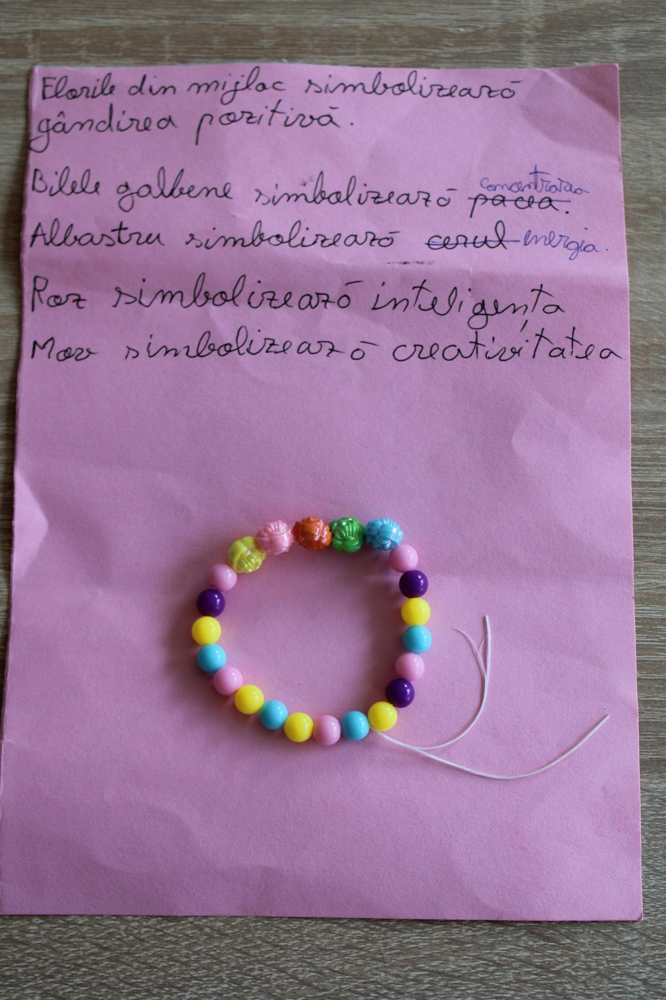 Florile din mijloc simbolizează
gândirea pozitivă.
Bilele galbene simbolizează pacea. concentrarea
Albastru simbolizează cerul energia.
Roz simbolizează inteligența
Mov simbolizează creativitatea